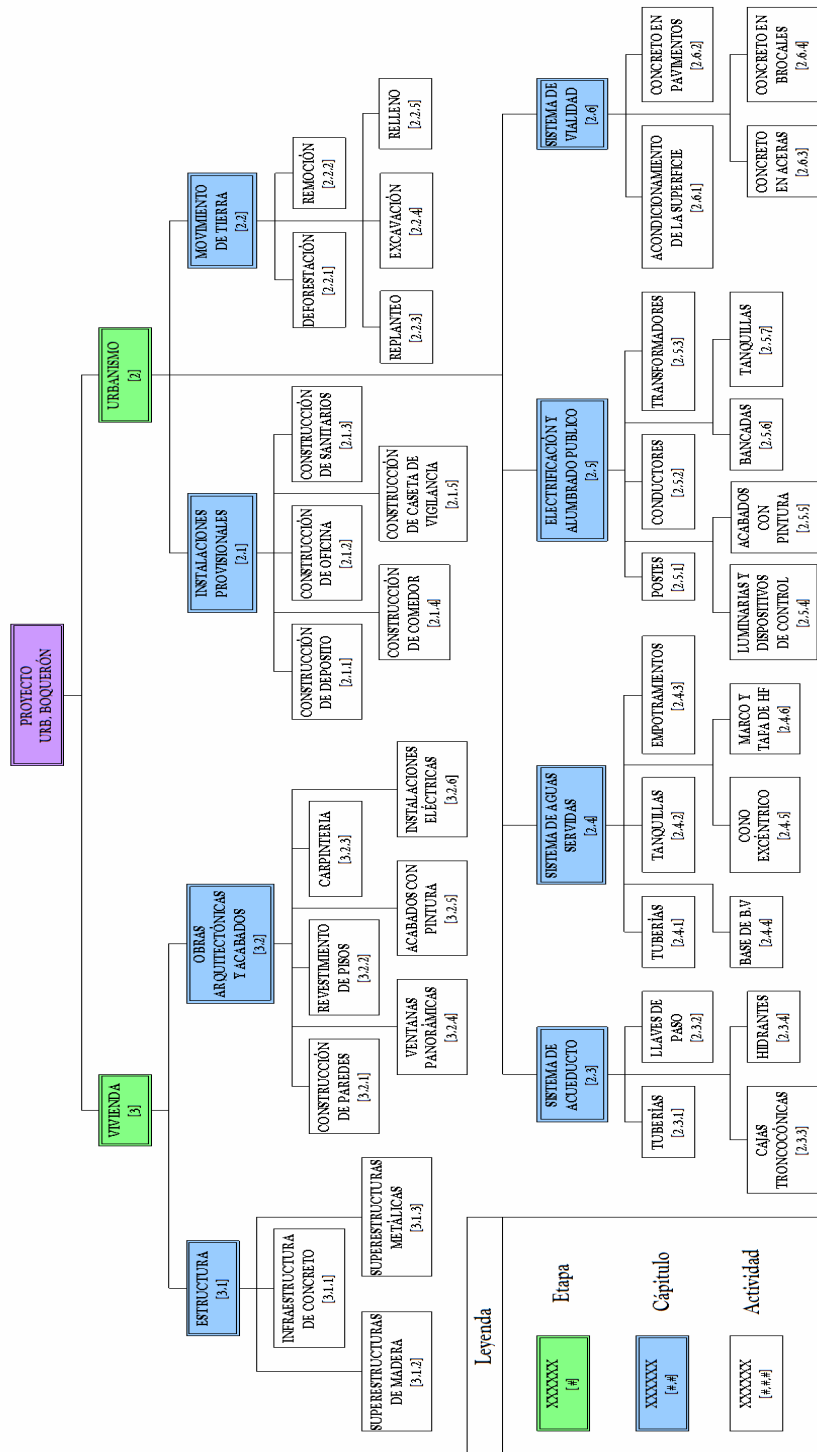 PROYECTO
URB. BOQUERÓN
VIVIENDA
[3]
URBANISMO
[2]
ESTRUCTURA
[3.1]
OBRAS
ARQUITECTÓNICAS
Y ACABADOS
[3.2]
INSTALACIONES
PROVISIONALES
[2.1]
MOVIMIENTO
DE TIERRA
[2.2]
INFRAESTRUCTURA
DE CONCRETO
[3.1.1]
SUPERESTRUCTURAS
DE MADERA
[3.1.2]
SUPERESTRUCTURAS
METÁLICAS
[3.1.3]
CONSTRUCCIÓN
DE PAREDES
[3.2.1]
REVESTIMIENTO
DE PISOS
[3.2.2]
CARPINTERIA
[3.2.3]
VENTANAS
PANORÁMICAS
[3.2.4]
ACABADOS CON
PINTURA
[3.2.5]
INSTALACIONES
ELÉCTRICAS
[3.2.6]
CONSTRUCCIÓN
DE DEPOSITO
[2.1.1]
CONSTRUCCIÓN
DE OFICINA
[2.1.2]
CONSTRUCCIÓN
DE SANITARIOS
[2.1.3]
CONSTRUCCIÓN
DE COMEDOR
[2.1.4]
CONSTRUCCIÓN
DE CASETA DE
VIGILANCIA
[2.1.5]
DEFORESTACIÓN
[2.2.1]
REMOCIÓN
[2.2.2]
REPLANTEO
[2.2.3]
EXCAVACIÓN
[2.2.4]
RELLENO
[2.2.5]
SISTEMA DE
ACUEDUCTO
[2.3]
SISTEMA DE AGUAS
SERVIDAS
[2.4]
ELECTRIFICACIÓN Y
ALUMBRADO PUBLICO
[2.5]
SISTEMA DE
VIALIDAD
[2.6]
TUBERÍAS
[2.3.1]
LLAVES DE
PASO
[2.3.2]
CAJAS
TRONCOCÓNICAS
[2.3.3]
HIDRANTES
[2.3.4]
TUBERÍAS
[2.4.1]
TANQUILLAS
[2.4.2]
EMPOTRAMIENTOS
[2.4.3]
BASE DE B.V
[2.4.4]
CONO
EXCÉNTRICO
[2.4.5]
MARCO Y
TAPA DE HF
[2.4.6]
POSTES
[2.5.1]
CONDUCTORES
[2.5.2]
TRANSFORMADORES
[2.5.3]
LUMINARIAS Y
DISPOSITIVOS
DE CONTROL
[2.5.4]
ACABADOS
CON
PINTURA
[2.5.5]
BANCADAS
[2.5.6]
TANQUILLAS
[2.5.7]
ACONDICIONAMIENTO
DE LA SUPERFICIE
[2.6.1]
CONCRETO EN
PAVIMENTOS
[2.6.2]
CONCRETO
EN ACERAS
[2.6.3]
CONCRETO EN
BROCALES
[2.6.4]
Leyenda
XXXXXX
[#]
Etapa
XXXXXX
[#,#]
Cápitulo
XXXXXX
[#,#,#]
Actividad